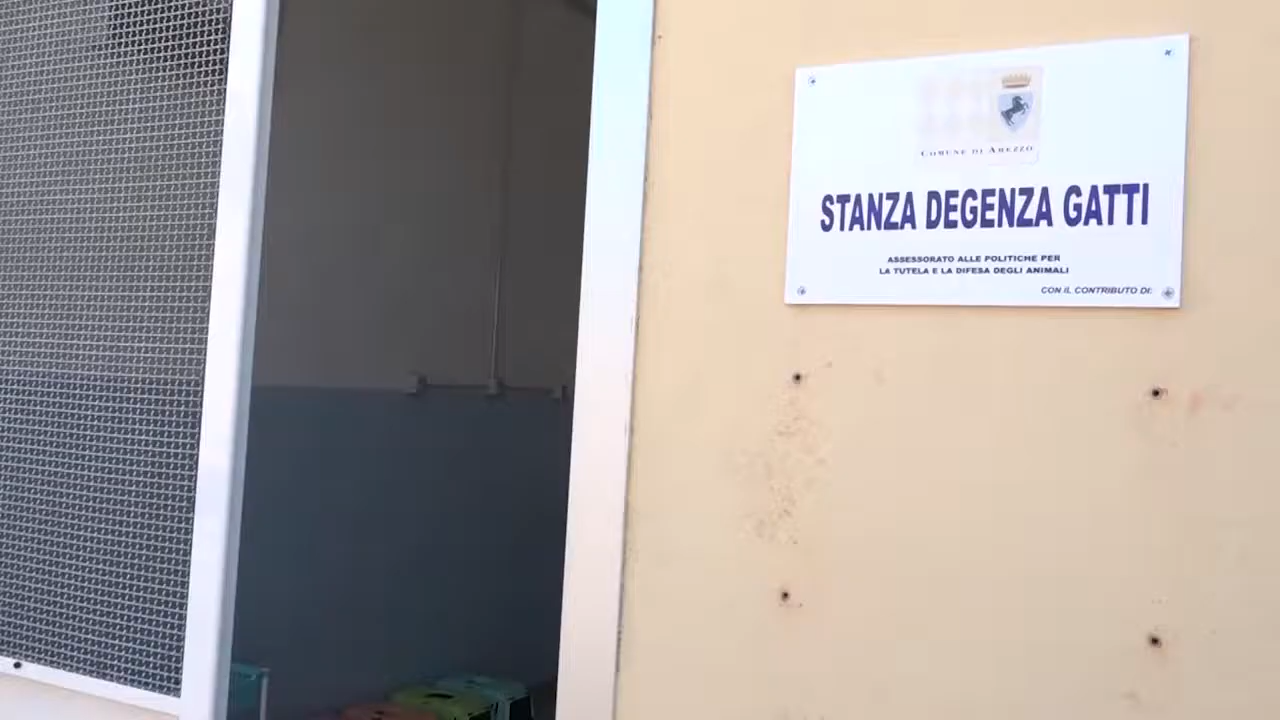 COMUNE DI AREZZO
STANZA DEGENZA GATTI
ASSESSORATO ALLE POLITICHE PER
LA TUTELA E LA DIFESA DEGLI ANIMALI
CON IL CONTRIBUTO DI: